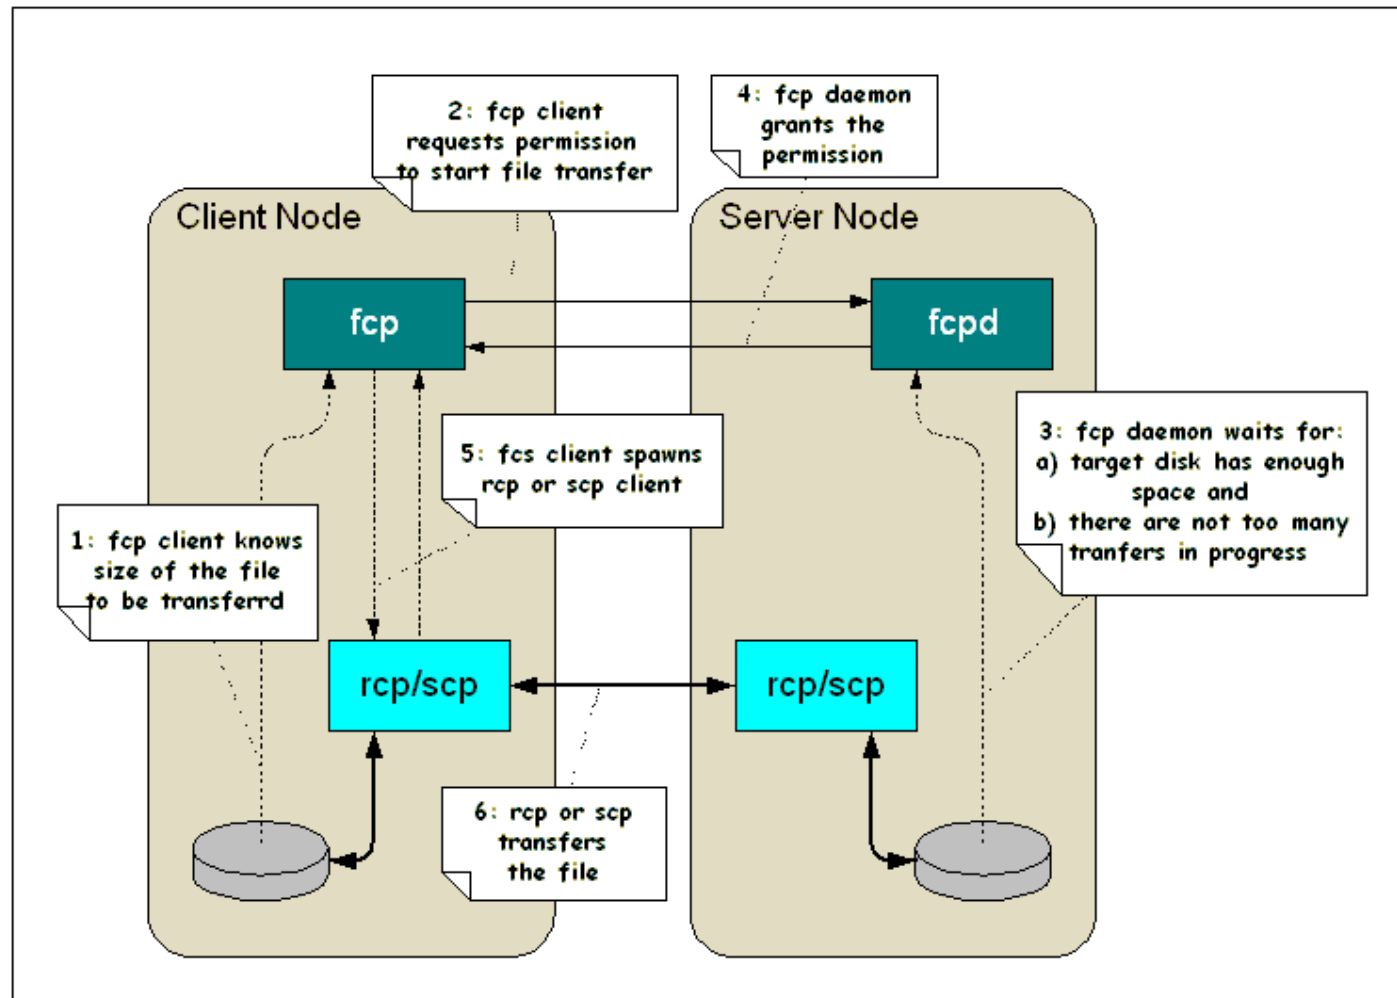 2: fcp client
requests permission
to start file transfer
4: fcp daemon
grants the
permission
Client Node
Server Node
fcp
fcpd
3: fcp daemon waits for:
a) target disk has enough
space and
b) there are not too many
tranfers in progress
5: fcs client spawns
rcp or scp client
1: fcp client knows
size of the file
to be transferrd
rcp/scp
rcp/scp
6: rcp or scp
transfers
the file